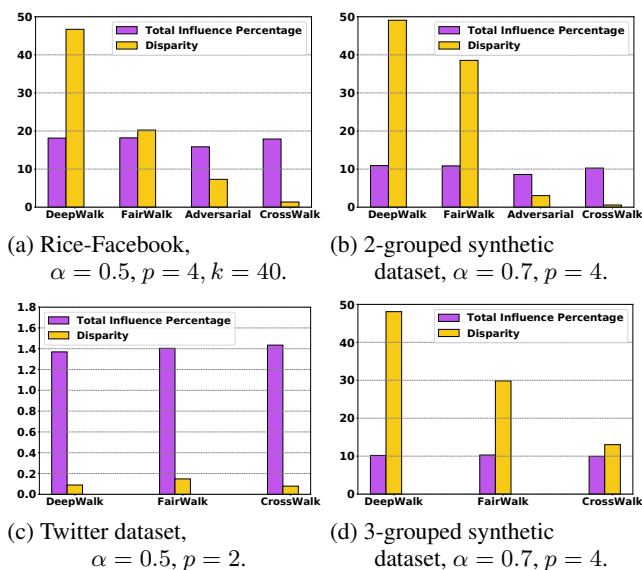 50
40
30
20
10
0
Total Influence Percentage
Disparity
DeepWalk FairWalk Adversarial CrossWalk
(a) Rice-Facebook,
α = 0.5, p = 4, k = 40.
50
40
30
20
10
0
Total Influence Percentage
Disparity
DeepWalk FairWalk Adversarial CrossWalk
(b) 2-grouped synthetic
dataset, α = 0.7, p = 4.
1.8
1.6
1.4
1.2
1.0
0.8
0.6
0.4
0.2
0.0
Total Influence Percentage
Disparity
DeepWalk FairWalk CrossWalk
(c) Twitter dataset,
α = 0.5, p = 2.
50
40
30
20
10
0
Total Influence Percentage
Disparity
DeepWalk FairWalk CrossWalk
(d) 3-grouped synthetic
dataset, α = 0.7, p = 4.